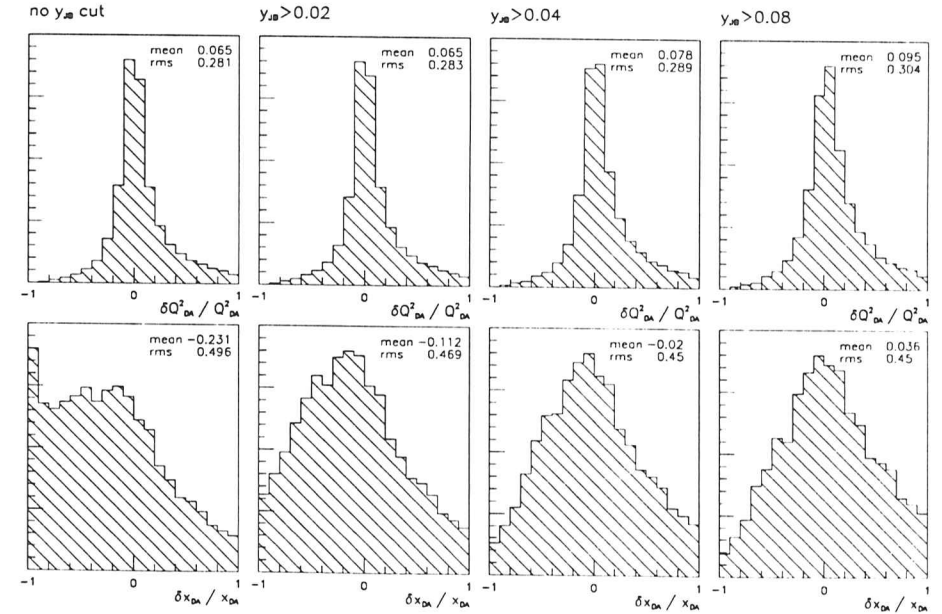 no y_JB cut
y_JB>0.02
y_JB>0.04
y_JB>0.08
mean 0.065
rms 0.281
mean 0.065
rms 0.283
mean 0.078
rms 0.289
mean 0.095
rms 0.304
-1 0 1
-1 0 1
-1 0 1
-1 0 1
δQ²_DA / Q²_DA
δQ²_DA / Q²_DA
δQ²_DA / Q²_DA
δQ²_DA / Q²_DA
mean -0.231
rms 0.496
mean -0.112
rms 0.469
mean -0.02
rms 0.45
mean 0.036
rms 0.45
-1 0 1
-1 0 1
-1 0 1
-1 0 1
δx_DA / x_DA
δx_DA / x_DA
δx_DA / x_DA
δx_DA / x_DA